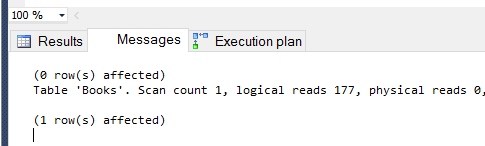 100 %
Results Messages Execution plan
(0 row(s) affected)
Table 'Books'. Scan count 1, logical reads 177, physical reads 0,
(1 row(s) affected)